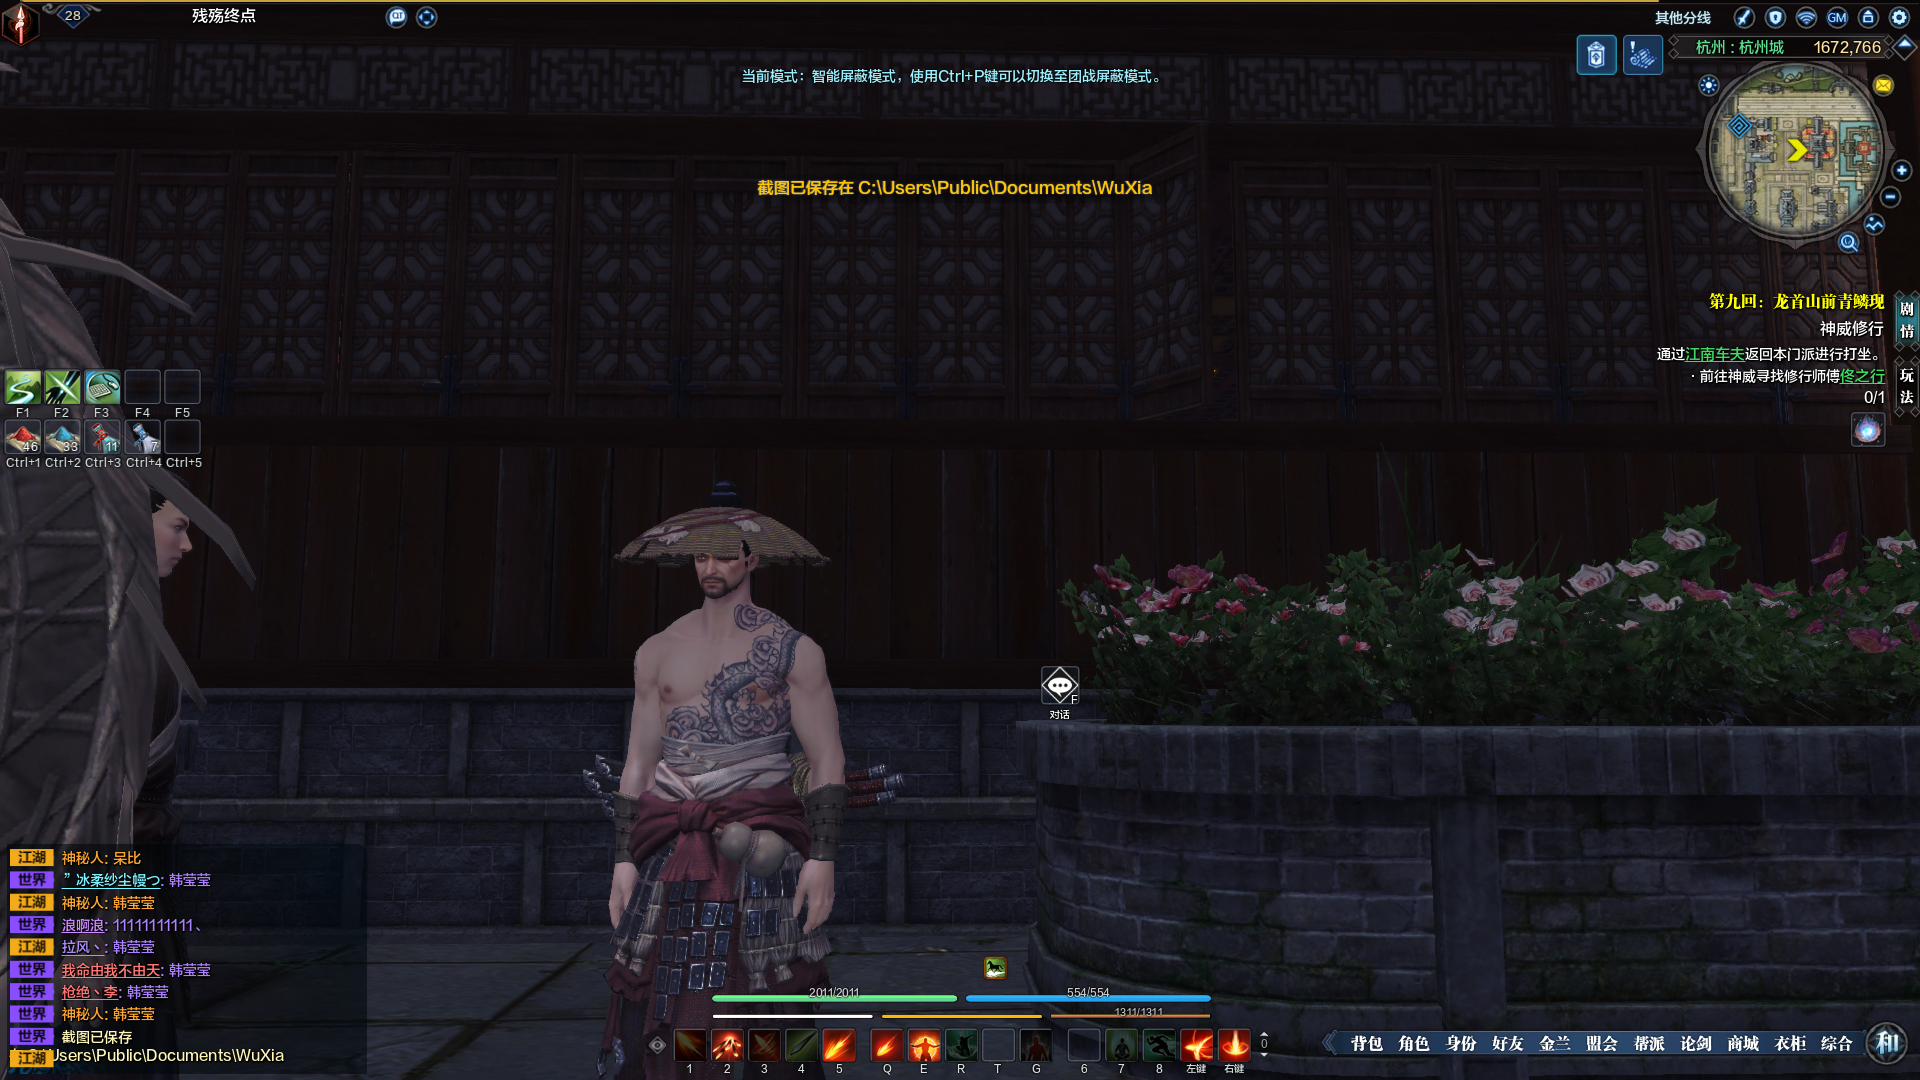 28
残殇终点
其他分线
GM
杭州 : 杭州城
1672,766
当前模式：智能屏蔽模式，使用Ctrl+P键可以切换至团战屏蔽模式。
截图已保存在 C:\Users\Public\Documents\WuXia
第九回：龙首山前青鳞现
神威修行
通过江南车夫返回本门派进行打坐。
· 前往神威寻找修行师傅佟之行
0/1
剧情
玩法
F1 F2 F3 F4 F5
46 33 11 7
Ctrl+1 Ctrl+2 Ctrl+3 Ctrl+4 Ctrl+5
F
对话
江湖 神秘人: 呆比
世界 ”冰柔纱尘幔つ: 韩莹莹
江湖 神秘人: 韩莹莹
世界 浪啊浪: 11111111111、
江湖 拉风丶: 韩莹莹
世界 我命由我不由天: 韩莹莹
世界 枪绝丶李: 韩莹莹
世界 神秘人: 韩莹莹
世界 截图已保存
江湖 Users\Public\Documents\WuXia
2011/2011
554/554
1311/1311
0
1 2 3 4 5 Q E R T G 6 7 8 左键 右键
背包 角色 身份 好友 金兰 盟会 帮派 论剑 商城 衣柜 综合
和